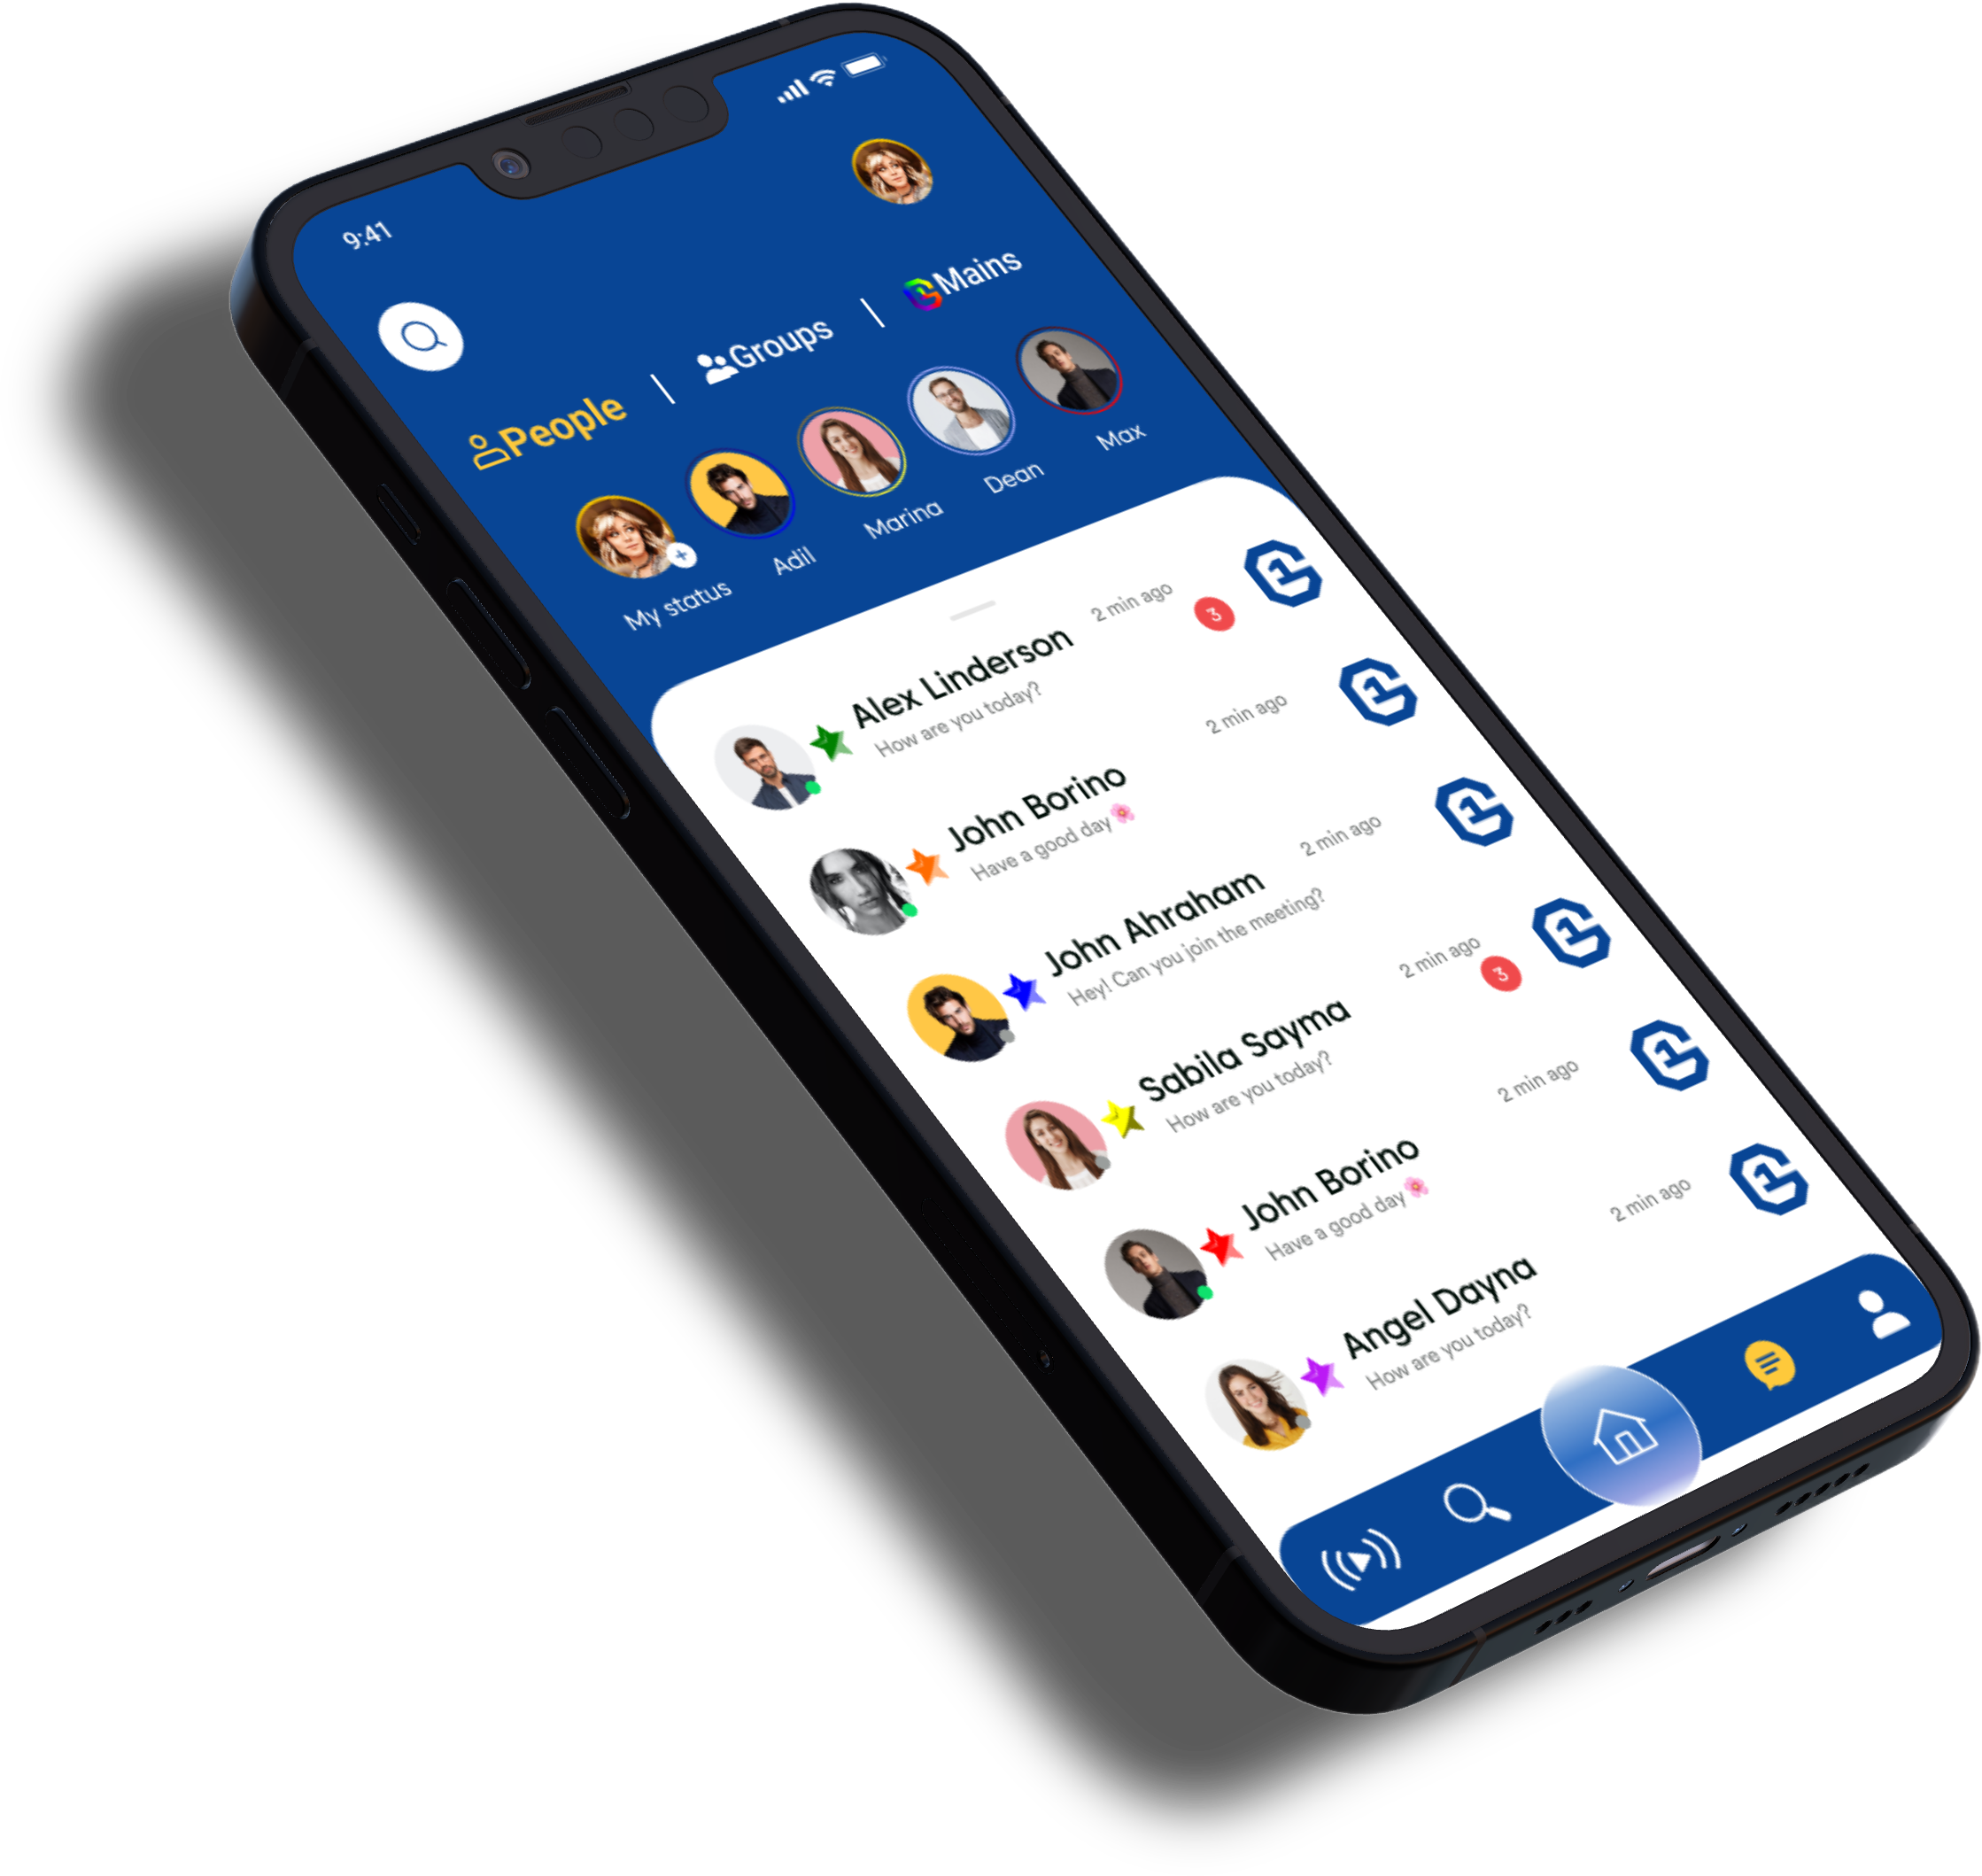 9:41
People | Groups | Mains
My status
Adil
Marina
Dean
Max
Alex Linderson
2 min ago
How are you today?
3
John Borino
2 min ago
Have a good day🌸
John Ahraham
2 min ago
Hey! Can you join the meeting?
Sabila Sayma
2 min ago
How are you today?
3
John Borino
2 min ago
Have a good day🌸
Angel Dayna
2 min ago
How are you today?